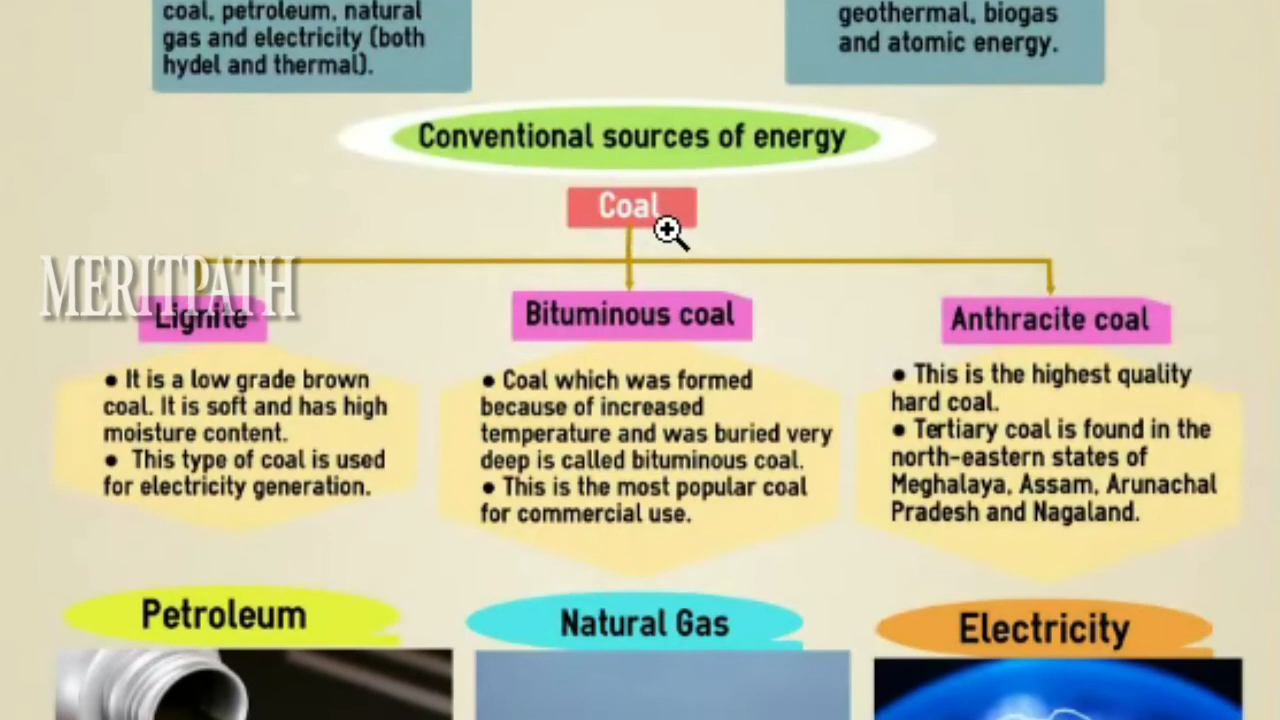 coal, petroleum, natural
gas and electricity (both
hydel and thermal).
geothermal, biogas
and atomic energy.
Conventional sources of energy
Coal
MERITPATH
Lignite
Bituminous coal
Anthracite coal
● It is a low grade brown
coal. It is soft and has high
moisture content.
● This type of coal is used
for electricity generation.
● Coal which was formed
because of increased
temperature and was buried very
deep is called bituminous coal.
● This is the most popular coal
for commercial use.
● This is the highest quality
hard coal.
● Tertiary coal is found in the
north-eastern states of
Meghalaya, Assam, Arunachal
Pradesh and Nagaland.
Petroleum
Natural Gas
Electricity